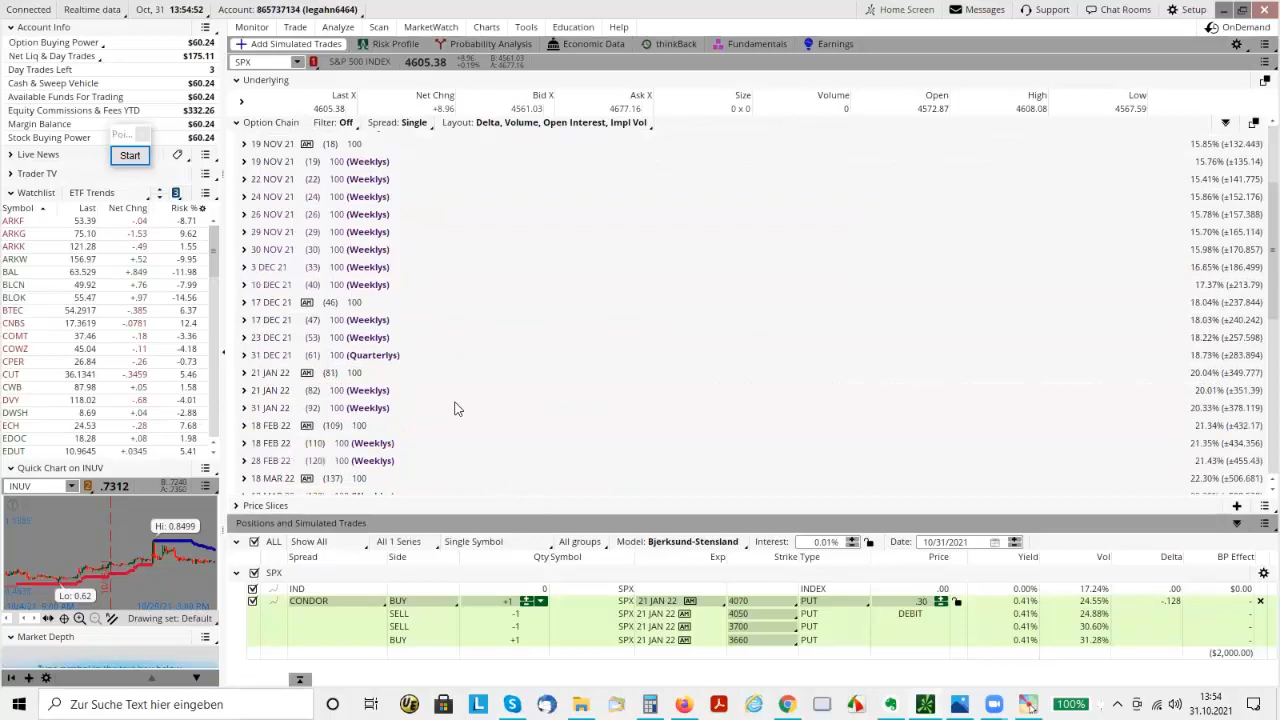 Connected Realtime data Oct, 31 13:54:52 Account: 865737134 (legahn6464) Home Screen Messages Support Chat Rooms Setup
Account Info
Option Buying Power $60.24
Net Liq & Day Trades $175.11
Day Trades Left 3
Cash & Sweep Vehicle $60.24
Available Funds For Trading $60.24
Equity Commissions & Fees YTD $332.26
Margin Balance $60.24
Stock Buying Power $60.24
Poi...
Start
Live News
Trader TV
Watchlist ETF Trends 3
Symbol Last Net Chng Risk %
ARKF 53.39 -.04 -8.71
ARKG 75.10 -1.53 9.62
ARKK 121.28 -.49 1.55
ARKW 156.97 +.52 -9.95
BAL 63.529 +.849 -11.98
BLCN 49.92 +.76 -7.99
BLOK 55.47 +.97 -14.56
BTEC 54.2917 -.385 6.37
CNBS 17.3619 -.0781 12.4
COMT 37.46 -.18 -3.36
COWZ 45.04 -.11 -4.18
CPER 26.84 -.26 -0.73
CUT 36.1341 -.3459 5.46
CWB 87.98 +.05 1.58
DVY 118.02 -.68 -4.01
DWSH 8.69 +.04 -2.88
ECH 24.53 -.28 7.68
EDOC 18.28 +.08 1.98
EDUT 10.9645 +.0345 5.41
Quick Chart on INUV
INUV 2 .7312
Hi: 0.8499
Lo: 0.62
Drawing set: Default
Market Depth
Monitor Trade Analyze Scan MarketWatch Charts Tools Education Help OnDemand
Add Simulated Trades Risk Profile Probability Analysis Economic Data thinkBack Fundamentals Earnings
SPX 1 S&P 500 INDEX 4605.38 +8.96 +0.19% B: 4561.03 A: 4677.16
Underlying
Last X Net Chng Bid X Ask X Size Volume Open High Low
4605.38 +8.96 4561.03 4677.16 0 x 0 0 4572.87 4608.08 4567.59
Option Chain Filter: Off Spread: Single Layout: Delta, Volume, Open Interest, Impl Vol
19 NOV 21 AM (18) 100 15.85% (±132.443)
19 NOV 21 (19) 100 (Weeklys) 15.76% (±135.14)
22 NOV 21 (22) 100 (Weeklys) 15.41% (±141.775)
24 NOV 21 (24) 100 (Weeklys) 15.86% (±152.176)
26 NOV 21 (26) 100 (Weeklys) 15.78% (±157.388)
29 NOV 21 (29) 100 (Weeklys) 15.70% (±165.114)
30 NOV 21 (30) 100 (Weeklys) 15.98% (±170.857)
3 DEC 21 (33) 100 (Weeklys) 16.65% (±186.499)
10 DEC 21 (40) 100 (Weeklys) 17.37% (±213.79)
17 DEC 21 AM (46) 100 18.04% (±237.844)
17 DEC 21 (47) 100 (Weeklys) 18.03% (±240.242)
23 DEC 21 (53) 100 (Weeklys) 18.22% (±257.598)
31 DEC 21 (61) 100 (Quarterlys) 18.73% (±283.894)
21 JAN 22 AM (81) 100 20.04% (±349.777)
21 JAN 22 (82) 100 (Weeklys) 20.01% (±351.39)
31 JAN 22 (92) 100 (Weeklys) 20.33% (±378.119)
18 FEB 22 AM (109) 100 21.34% (±432.17)
18 FEB 22 (110) 100 (Weeklys) 21.35% (±434.356)
28 FEB 22 (120) 100 (Weeklys) 21.43% (±455.43)
18 MAR 22 AM (137) 100 22.30% (±506.681)
Price Slices
Positions and Simulated Trades
ALL Show All All 1 Series Single Symbol All groups Model: Bjerksund-Stensland Interest: 0.01% Date: 10/31/2021
Spread Side Qty Symbol Exp Strike Type Price Yield Vol Delta BP Effect
SPX
IND 0 SPX INDEX .00 0.00% 17.24% .00 $0.00
CONDOR BUY +1 SPX 21 JAN 22 AM 4070 PUT .30 0.41% 24.55% -.128 -
SELL -1 SPX 21 JAN 22 AM 4050 PUT DEBIT 0.41% 24.88% -
SELL -1 SPX 21 JAN 22 AM 3700 PUT 0.41% 30.60% -
BUY +1 SPX 21 JAN 22 AM 3660 PUT 0.41% 31.28% -
($2,000.00)
Zur Suche Text hier eingeben
100%
13:54
31.10.2021